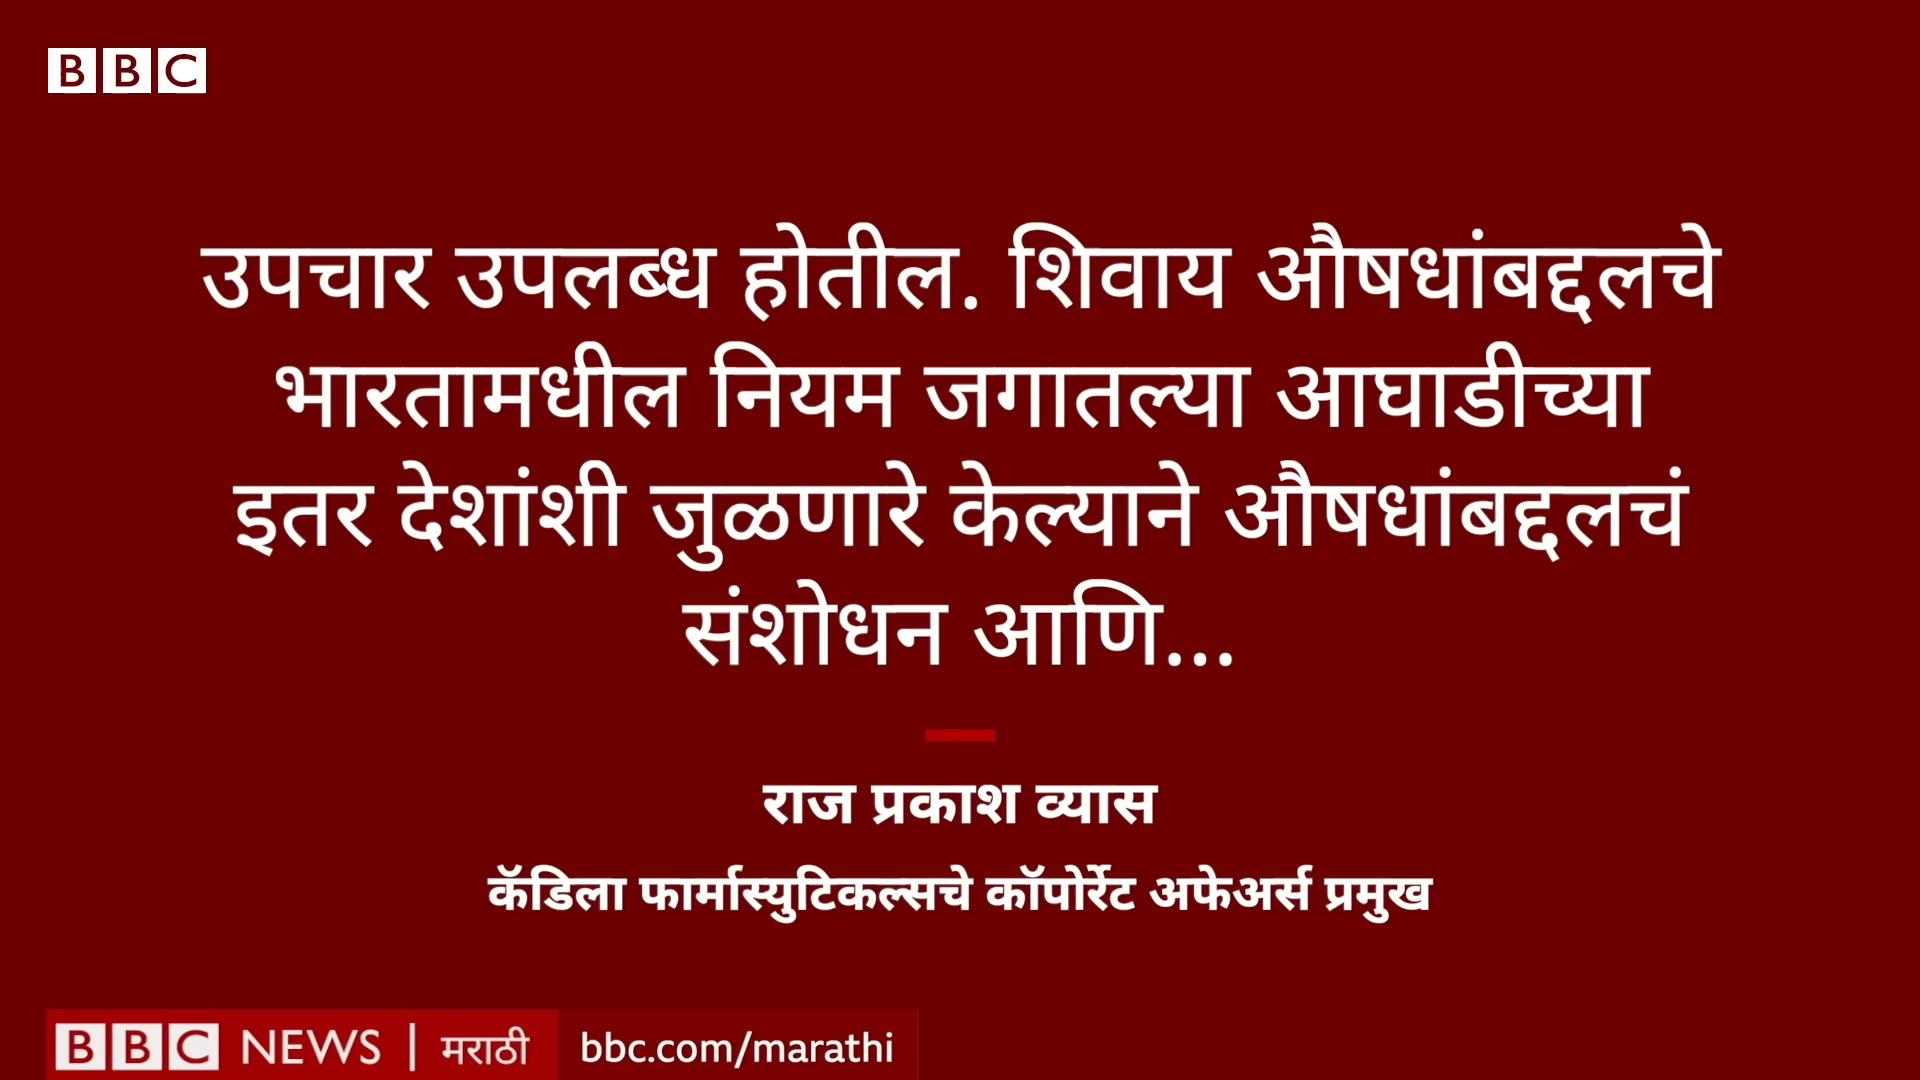 BBC
उपचार उपलब्ध होतील. शिवाय औषधांबद्दलचे
भारतामधील नियम जगातल्या आघाडीच्या
इतर देशांशी जुळणारे केल्याने औषधांबद्दलचं
संशोधन आणि...
राज प्रकाश व्यास
कॅडिला फार्मास्युटिकल्सचे कॉपोर्रेट अफेअर्स प्रमुख
BBC NEWS | मराठी bbc.com/marathi